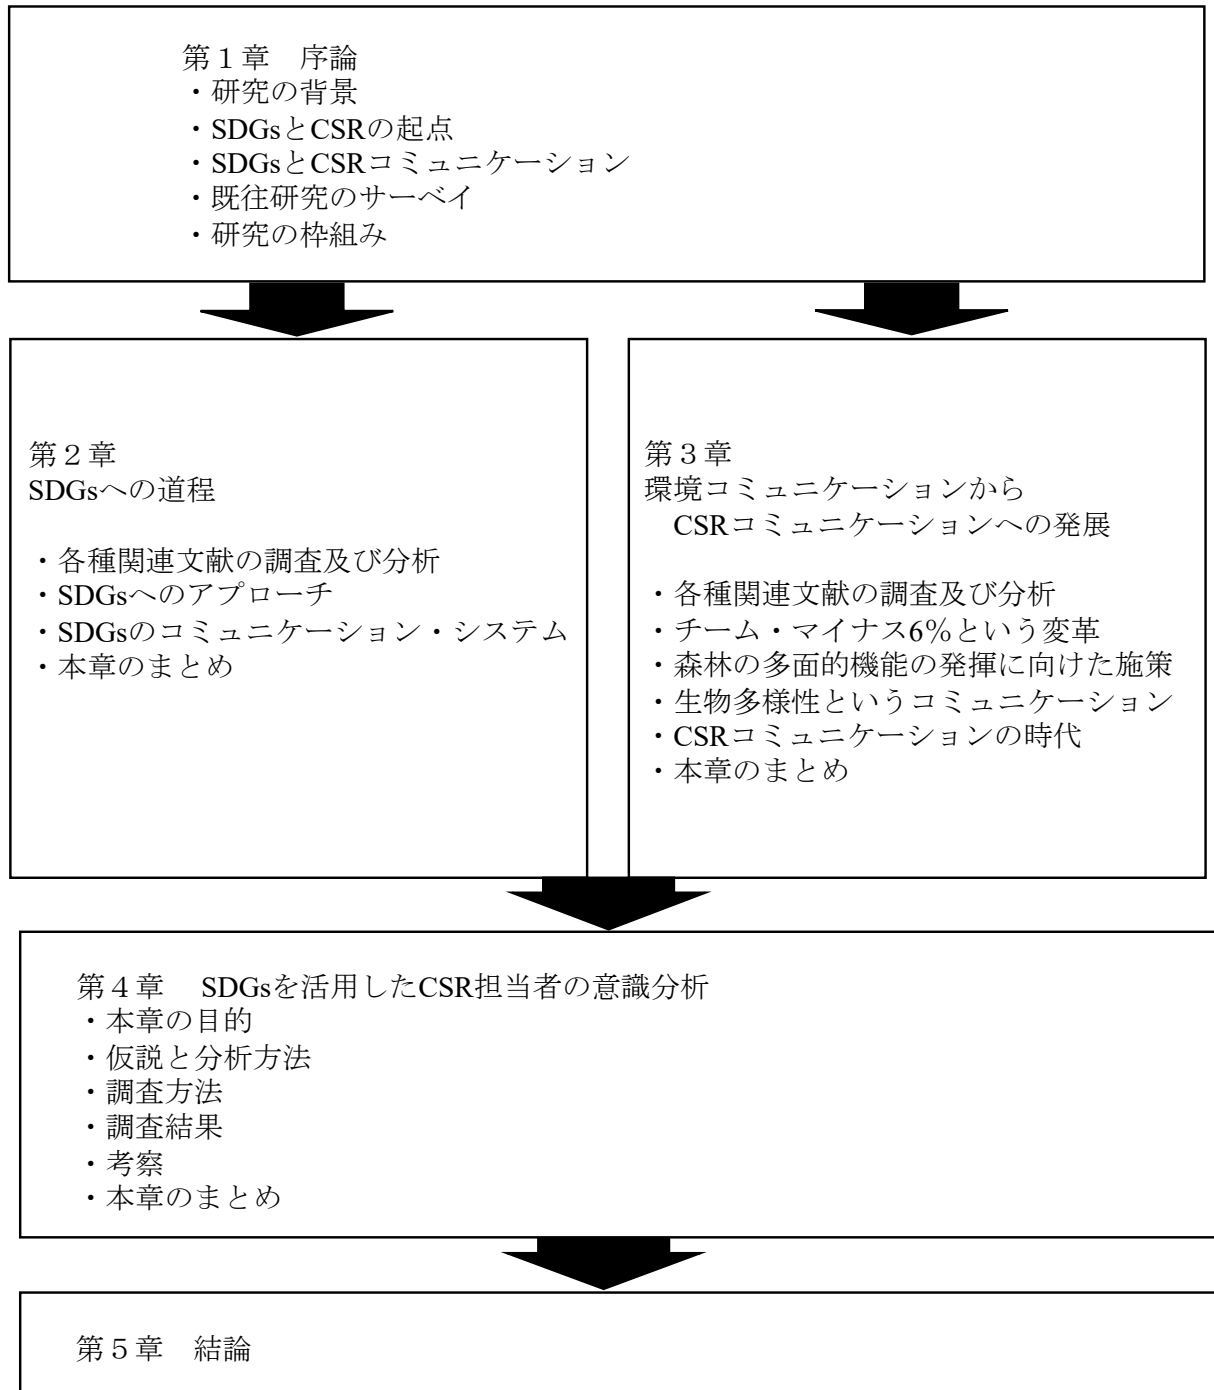 第１章　序論
・研究の背景
・SDGsとCSRの起点
・SDGsとCSRコミュニケーション
・既往研究のサーベイ
・研究の枠組み
第２章
SDGsへの道程
・各種関連文献の調査及び分析
・SDGsへのアプローチ
・SDGsのコミュニケーション・システム
・本章のまとめ
第３章
環境コミュニケーションから
　CSRコミュニケーションへの発展
・各種関連文献の調査及び分析
・チーム・マイナス6%という変革
・森林の多面的機能の発揮に向けた施策
・生物多様性というコミュニケーション
・CSRコミュニケーションの時代
・本章のまとめ
第４章　SDGsを活用したCSR担当者の意識分析
・本章の目的
・仮説と分析方法
・調査方法
・調査結果
・考察
・本章のまとめ
第５章　結論